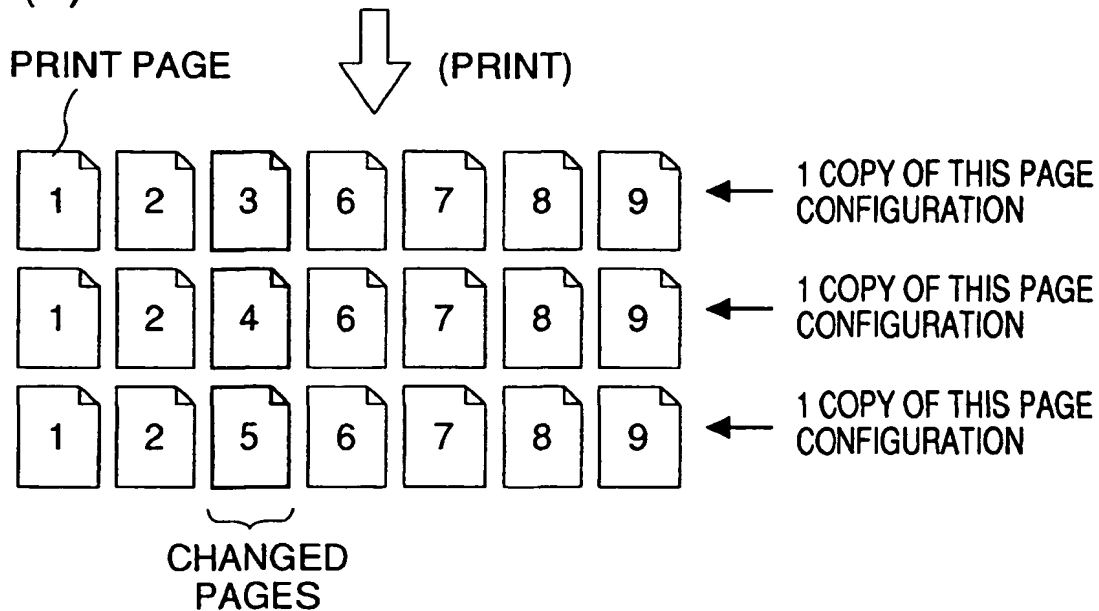 PRINT PAGE
(PRINT)
1 2 3 6 7 8 9
1 COPY OF THIS PAGE
CONFIGURATION
1 2 4 6 7 8 9
1 COPY OF THIS PAGE
CONFIGURATION
1 2 5 6 7 8 9
1 COPY OF THIS PAGE
CONFIGURATION
CHANGED
PAGES